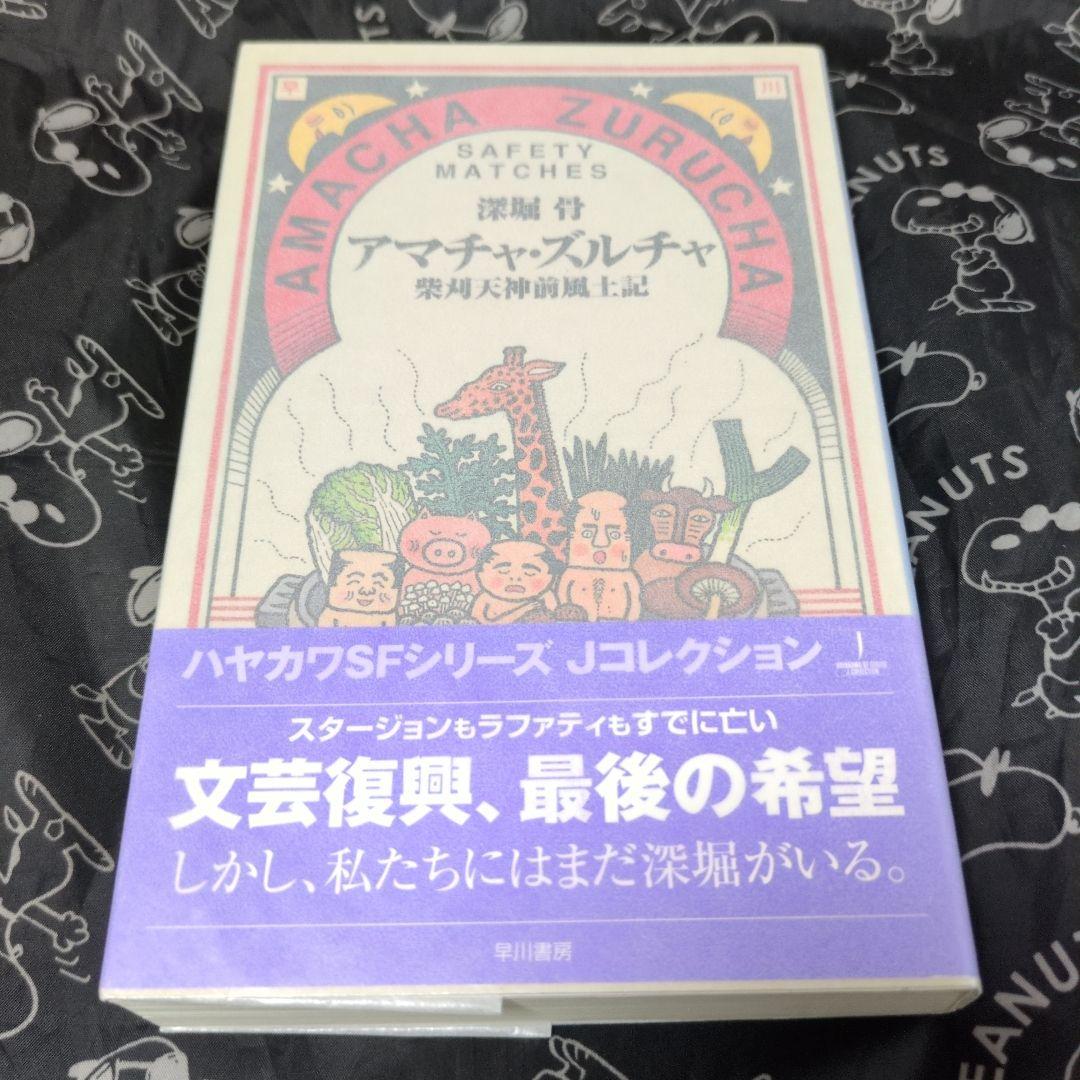 早 川
AMACHA ZURUCHA
SAFETY
MATCHES
深堀 骨
アマチャ・ズルチャ
柴刈天神前風土記
ハヤカワSFシリーズ Jコレクション
J
スタージョンもラファティもすでに亡い
文芸復興、最後の希望
しかし、私たちにはまだ深堀がいる。
早川書房
PEANUTS
PEANUTS
PEANUTS